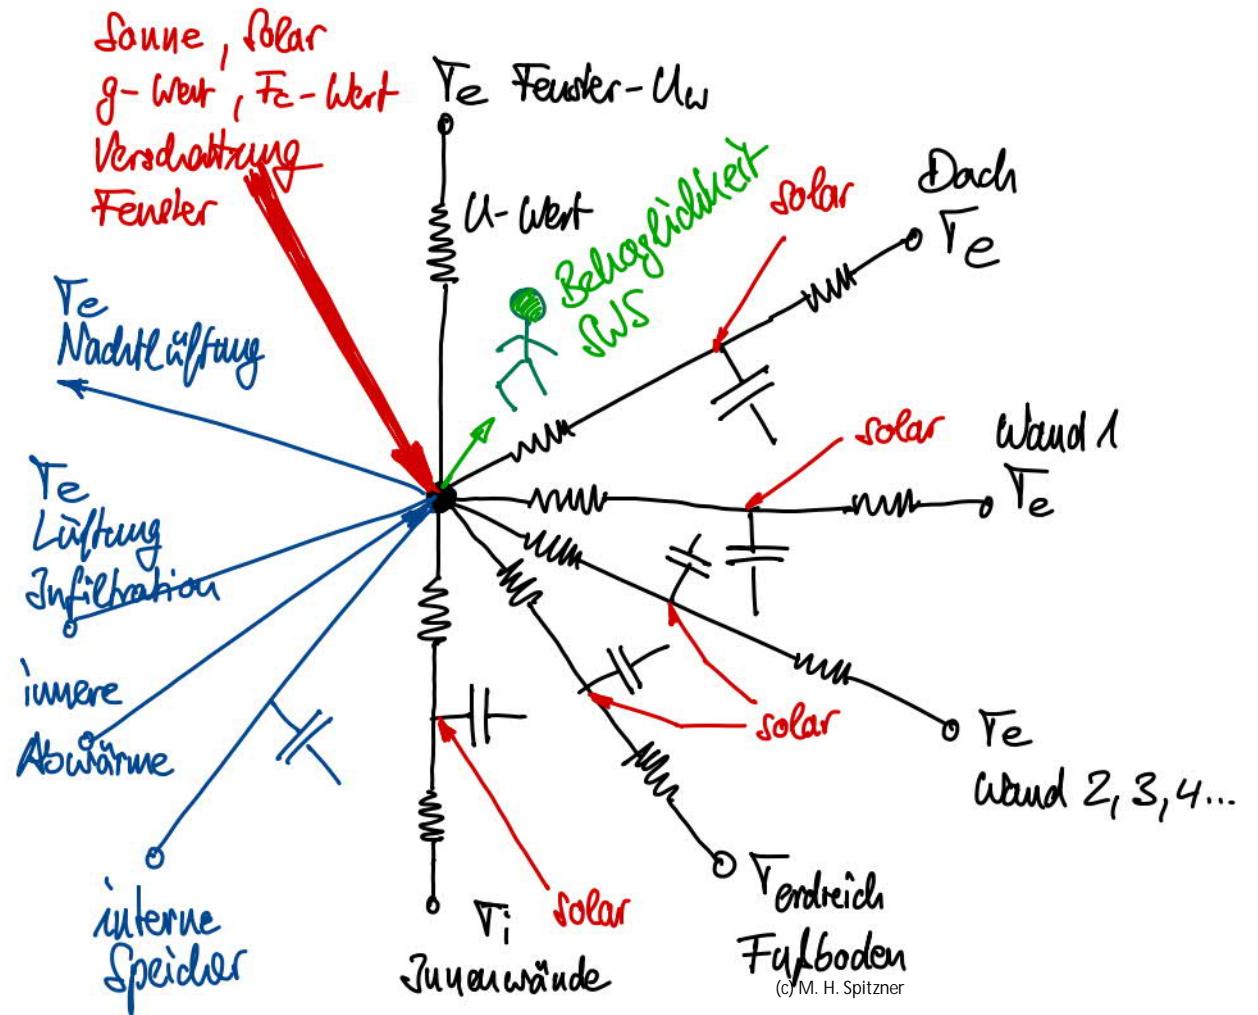 Sonne, Solar
g-Wert, Fc-Wert
Verschattung
Fenster
Te Fenster-Uw
U-Wert
Behaglichkeit
SWS
solar
Dach
Te
Te
Nachtlüftung
solar
Wand 1
Te
Te
Lüftung
Infiltration
innere
Abwärme
solar
Te
Wand 2, 3, 4...
interne
Speicher
Ti
Innenwände
solar
Terdreich
Fußboden
(c) M. H. Spitzner